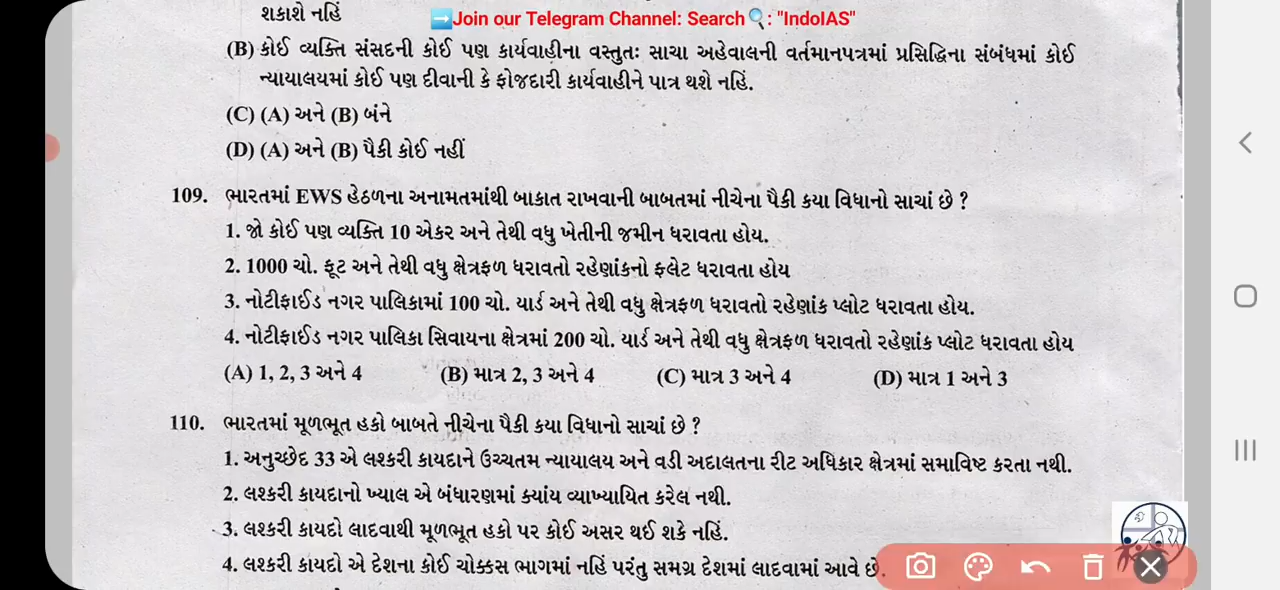 શકાશે નહિં
➡️Join our Telegram Channel: Search🔍: "IndoIAS"
(B) કોઈ વ્યક્તિ સંસદની કોઈ પણ કાર્યવાહીના વસ્તુતઃ સાચા અહેવાલની વર્તમાનપત્રમાં પ્રસિદ્ધિના સંબંધમાં કોઈ
ન્યાયાલયમાં કોઈ પણ દીવાની કે ફોજદારી કાર્યવાહીને પાત્ર થશે નહિં.
(C) (A) અને (B) બંને
(D) (A) અને (B) પૈકી કોઈ નહીં
109. ભારતમાં EWS હેઠળના અનામતમાંથી બાકાત રાખવાની બાબતમાં નીચેના પૈકી કયા વિધાનો સાચાં છે ?
1. જો કોઈ પણ વ્યક્તિ 10 એકર અને તેથી વધુ ખેતીની જમીન ધરાવતા હોય.
2. 1000 ચો. ફૂટ અને તેથી વધુ ક્ષેત્રફળ ધરાવતો રહેણાંકનો ફ્લેટ ધરાવતા હોય
3. નોટીફાઈડ નગર પાલિકામાં 100 ચો. યાર્ડ અને તેથી વધુ ક્ષેત્રફળ ધરાવતો રહેણાંક પ્લોટ ધરાવતા હોય.
4. નોટીફાઈડ નગર પાલિકા સિવાયના ક્ષેત્રમાં 200 ચો. યાર્ડ અને તેથી વધુ ક્ષેત્રફળ ધરાવતો રહેણાંક પ્લોટ ધરાવતા હોય
(A) 1, 2, 3 અને 4 (B) માત્ર 2, 3 અને 4 (C) માત્ર 3 અને 4 (D) માત્ર 1 અને 3
110. ભારતમાં મૂળભૂત હકો બાબતે નીચેના પૈકી કયા વિધાનો સાચાં છે ?
1. અનુચ્છેદ 33 એ લશ્કરી કાયદાને ઉચ્ચતમ ન્યાયાલય અને વડી અદાલતના રીટ અધિકાર ક્ષેત્રમાં સમાવિષ્ટ કરતા નથી.
2. લશ્કરી કાયદાનો ખ્યાલ એ બંધારણમાં ક્યાંય વ્યાખ્યાયિત કરેલ નથી.
3. લશ્કરી કાયદો લાદવાથી મૂળભૂત હકો પર કોઈ અસર થઈ શકે નહિં.
4. લશ્કરી કાયદો એ દેશના કોઈ ચોક્કસ ભાગમાં નહિં પરંતુ સમગ્ર દેશમાં લાદવામાં આવે છે.